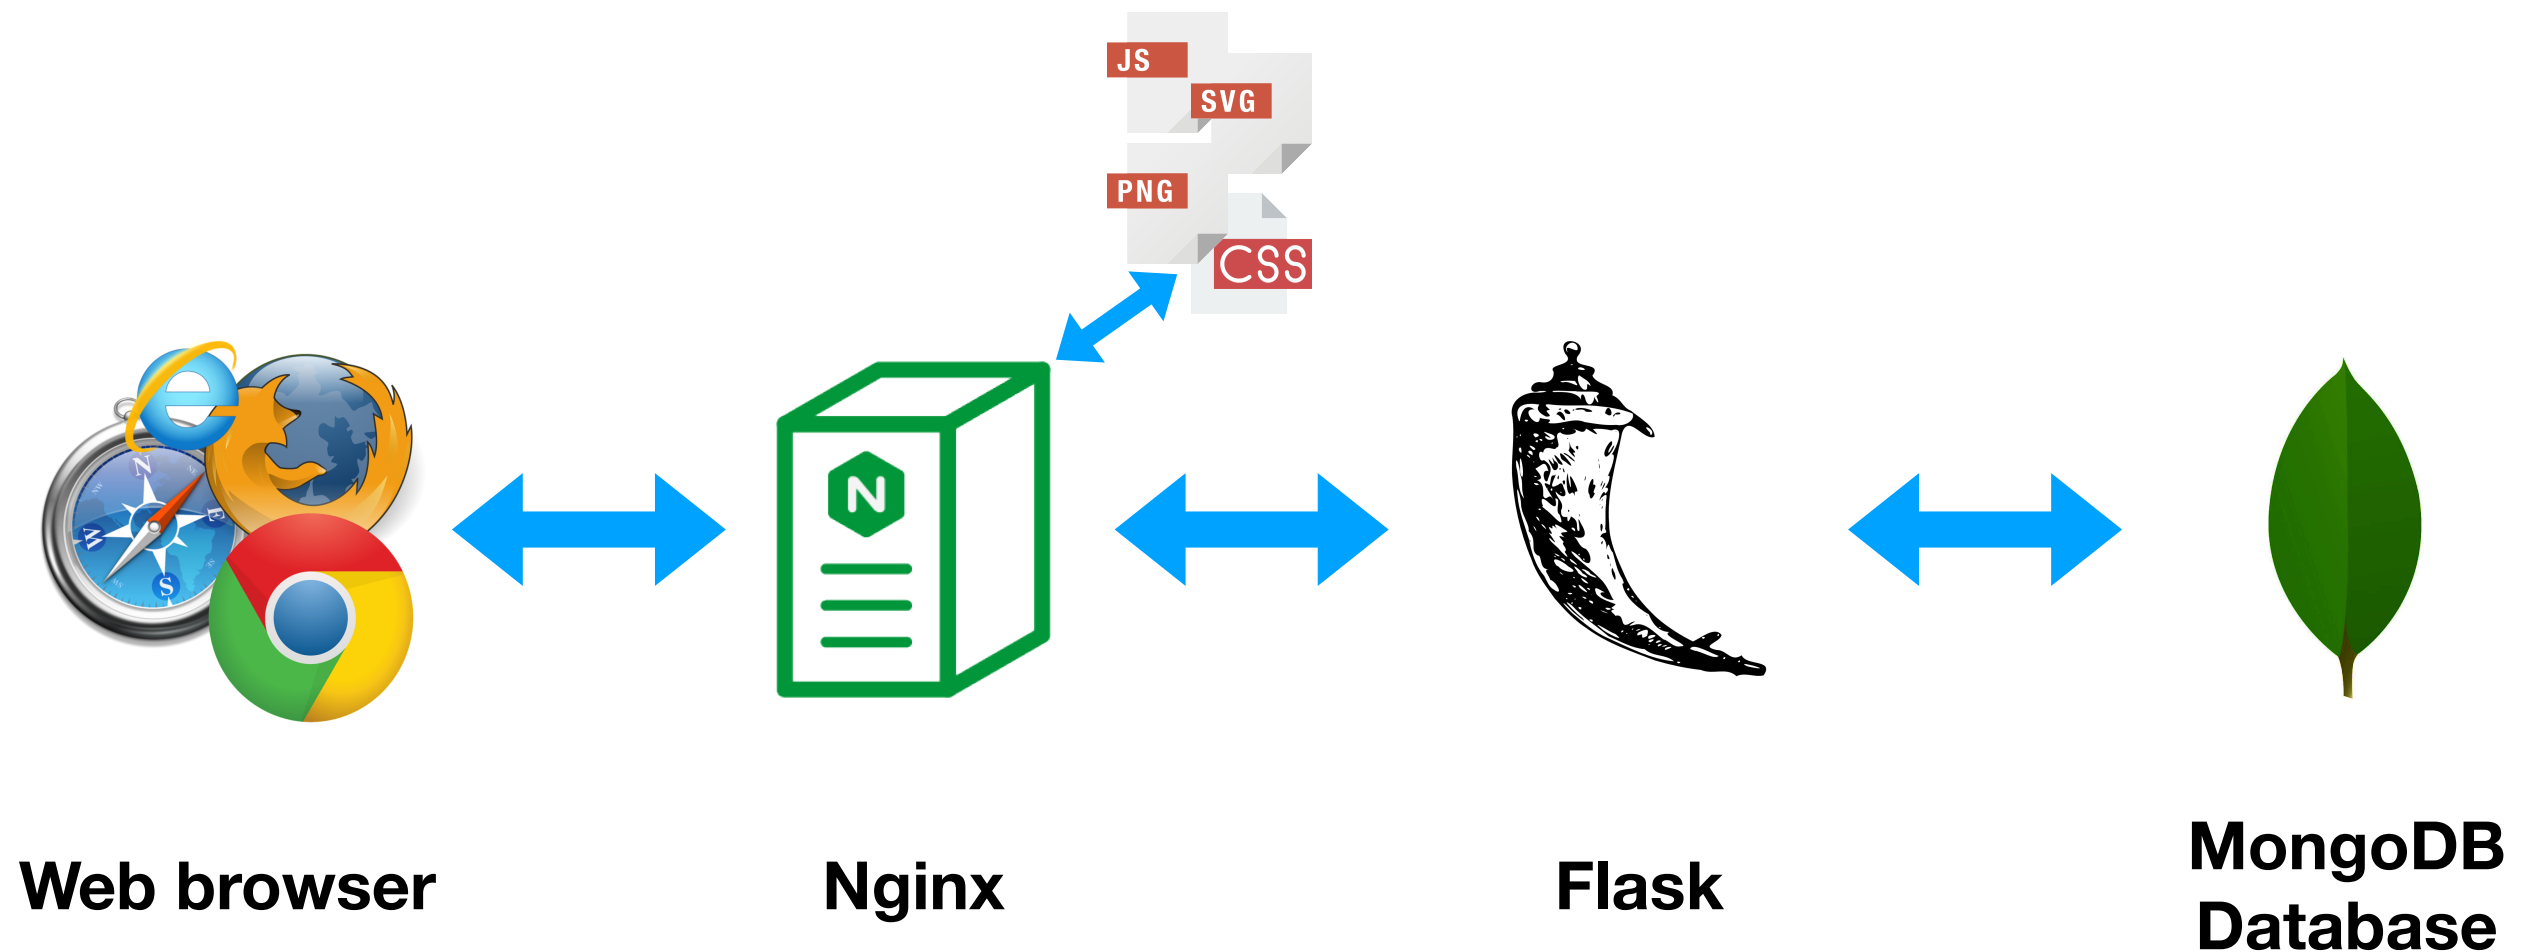 JS
SVG
PNG
CSS
N
N
E
S
W
Web browser
Nginx
Flask
MongoDB
Database